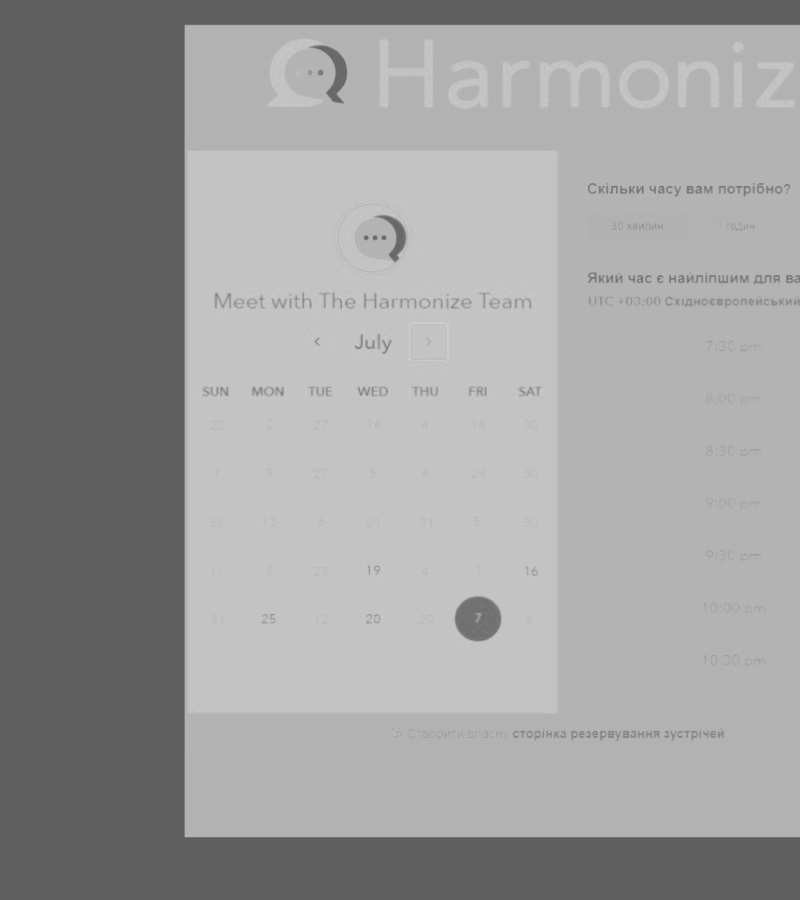 Harmoniz
Meet with The Harmonize Team
July
SUN MON TUE WED THU FRI SAT
22 2 27 14 4 14 30
7 9 27 5 6 29 30
28 13 6 21 31 5 30
11 8 27 19 4 1 16
31 25 12 20 29 7 6
Скільки часу вам потрібно?
30 хвилин 1 годин
Який час є найліпшим для ва
UTC +03:00 Східноєвропейський
7:30 pm
8:00 pm
8:30 pm
9:00 pm
9:30 pm
10:00 pm
10:30 pm
Створити власну сторінка резервування зустрічей